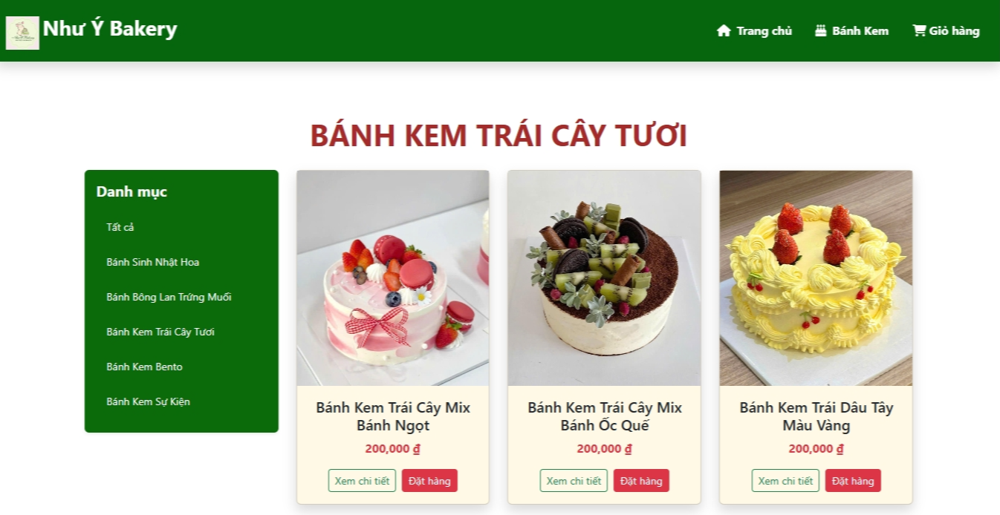 Như Ý Bakery
Trang chủ
Bánh Kem
Giỏ hàng
BÁNH KEM TRÁI CÂY TƯƠI
Danh mục
Tất cả
Bánh Sinh Nhật Hoa
Bánh Bông Lan Trứng Muối
Bánh Kem Trái Cây Tươi
Bánh Kem Bento
Bánh Kem Sự Kiện
Bánh Kem Trái Cây Mix
Bánh Ngọt
200,000 ₫
Xem chi tiết
Đặt hàng
Bánh Kem Trái Cây Mix
Bánh Ốc Quế
200,000 ₫
Xem chi tiết
Đặt hàng
Bánh Kem Trái Dâu Tây
Màu Vàng
200,000 ₫
Xem chi tiết
Đặt hàng